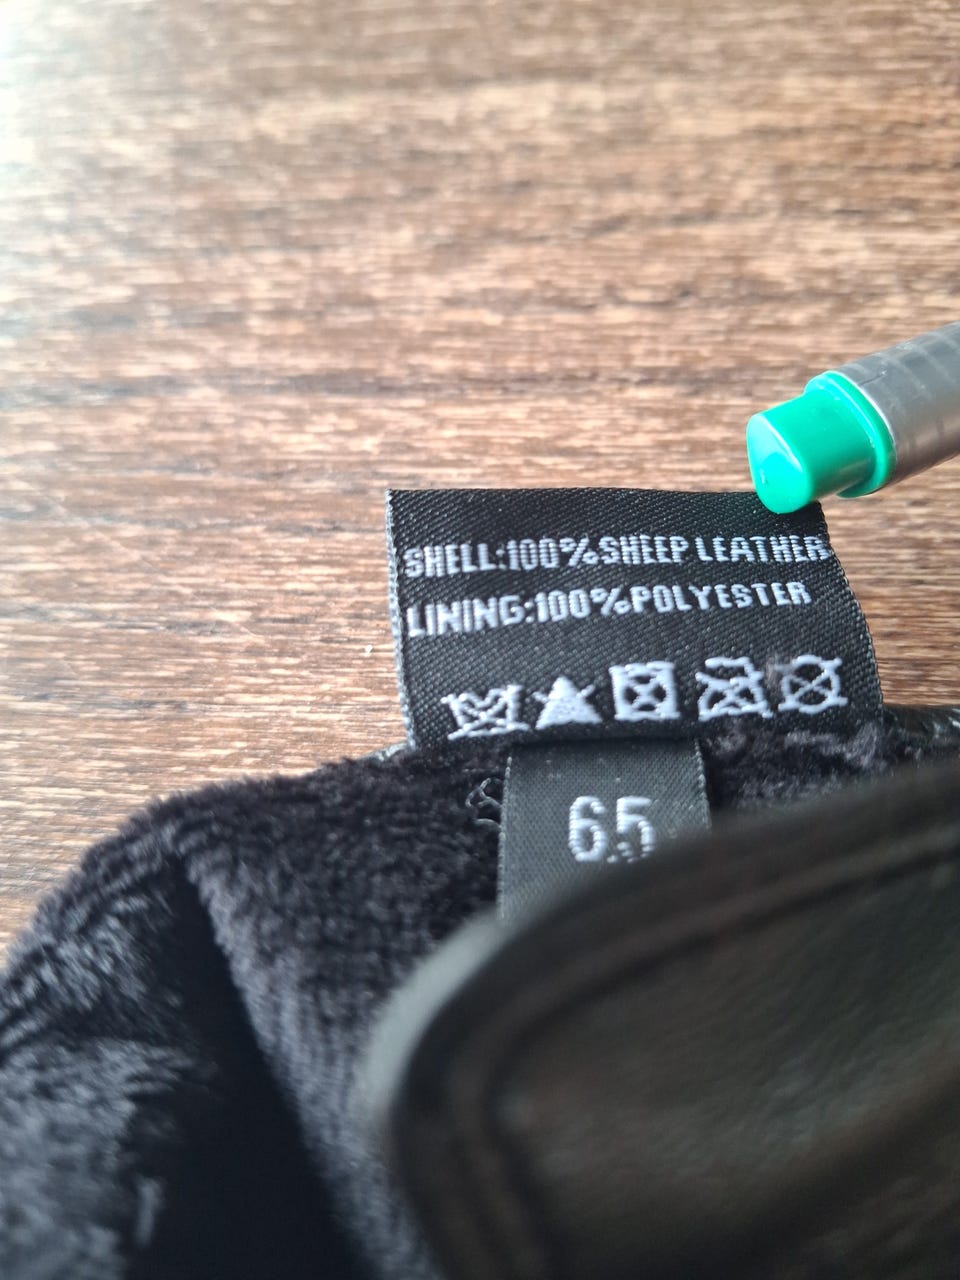 SHELL:100%SHEEP LEATHER
LINING:100%POLYESTER
6.5